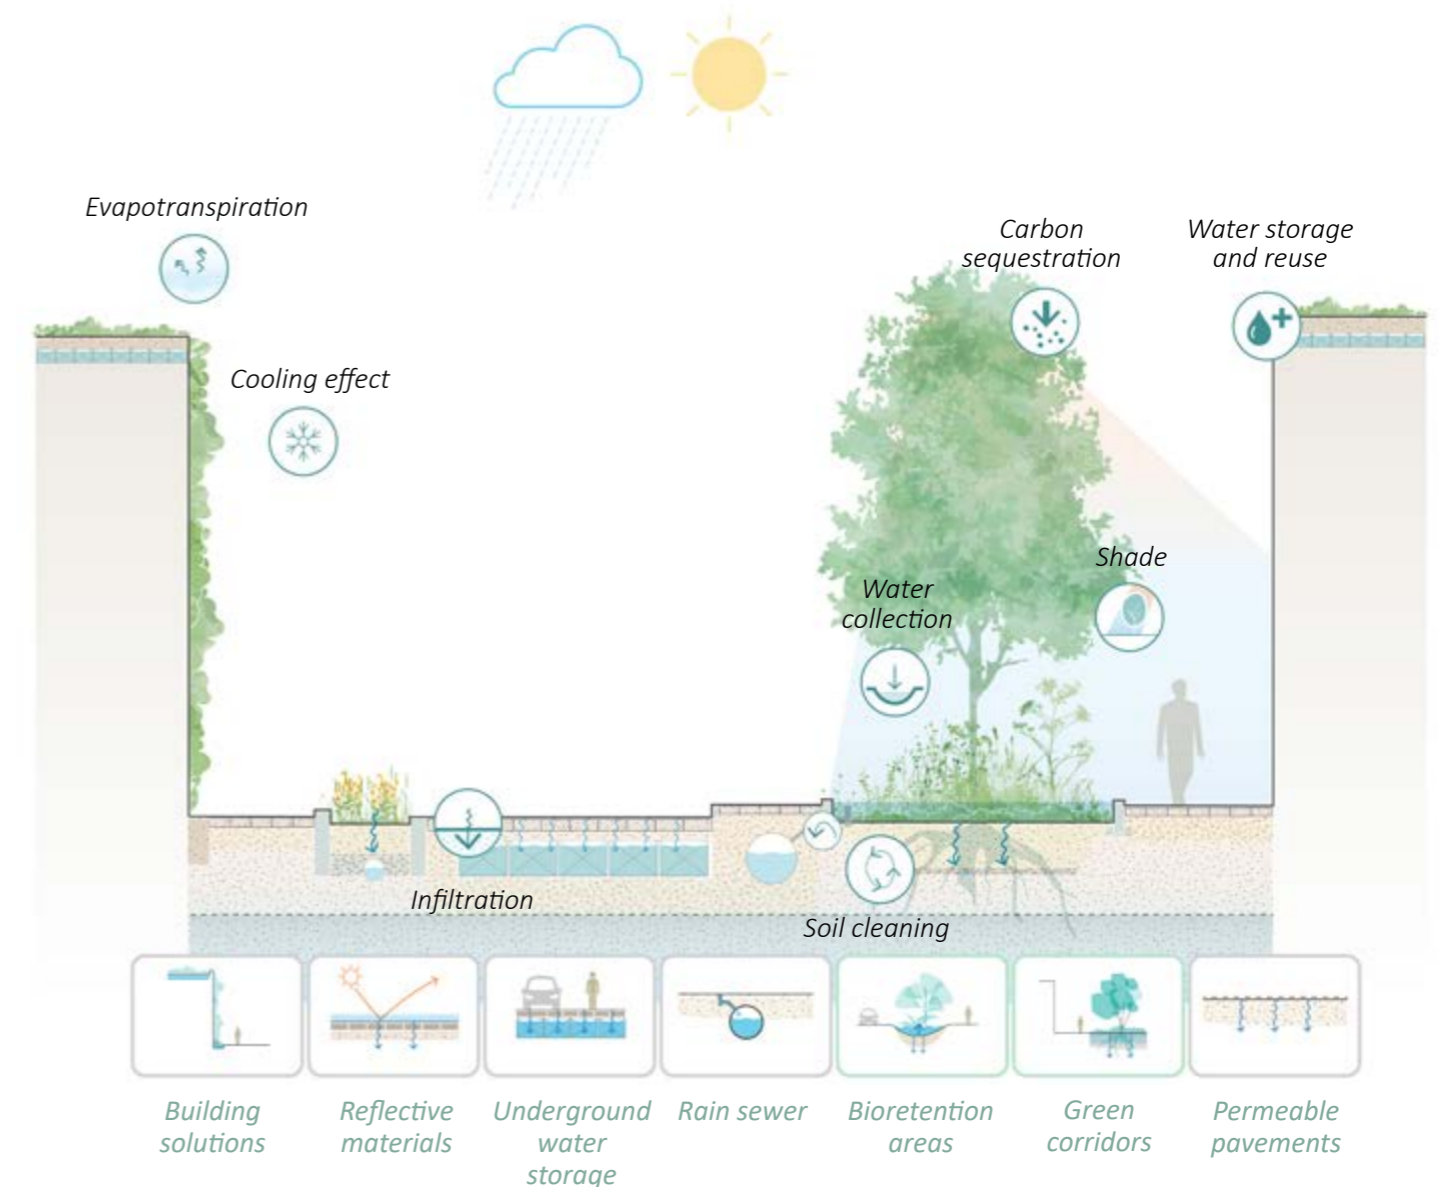 Evapotranspiration
Carbon
sequestration
Water storage
and reuse
Cooling effect
Shade
Water
collection
Infiltration
Soil cleaning
Building
solutions
Reflective
materials
Underground
water
storage
Rain sewer
Bioretention
areas
Green
corridors
Permeable
pavements